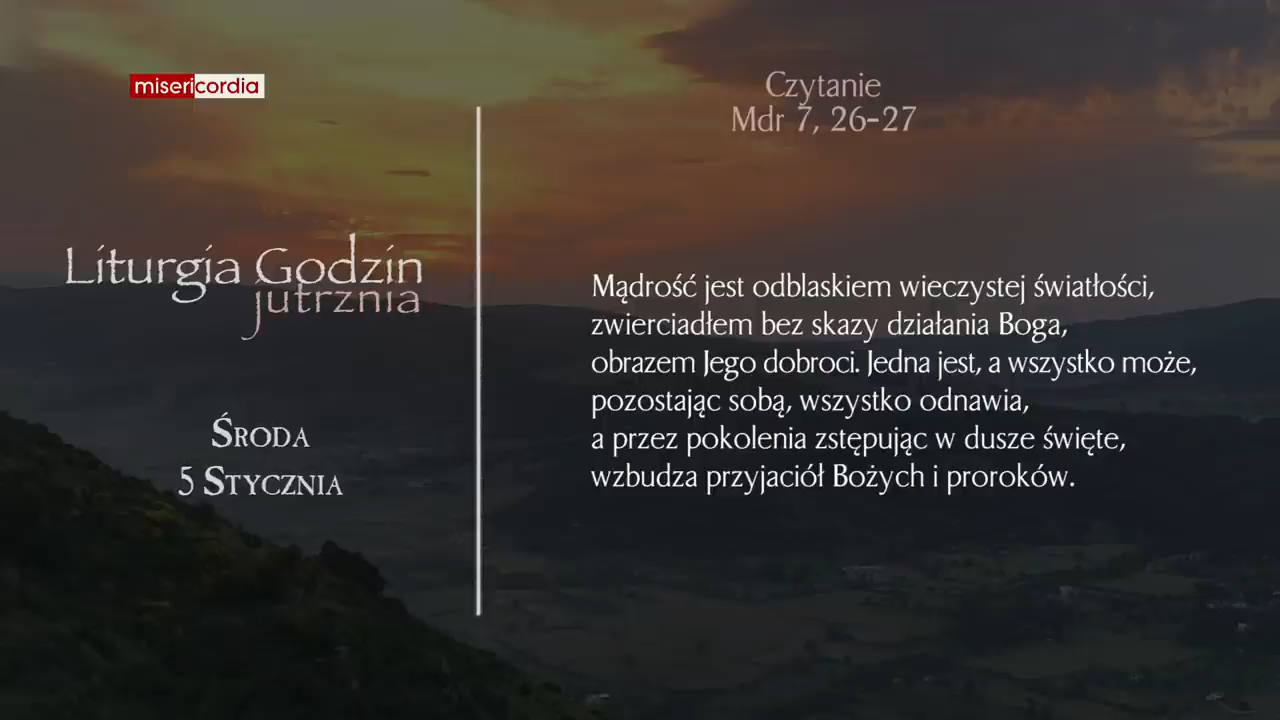 misericordia
Liturgia Godzin
jutrznia
Środa
5 Stycznia
Czytanie
Mdr 7, 26-27
Mądrość jest odblaskiem wieczystej światłości,
zwierciadłem bez skazy działania Boga,
obrazem Jego dobroci. Jedna jest, a wszystko może,
pozostając sobą, wszystko odnawia,
a przez pokolenia zstępując w dusze święte,
wzbudza przyjaciół Bożych i proroków.